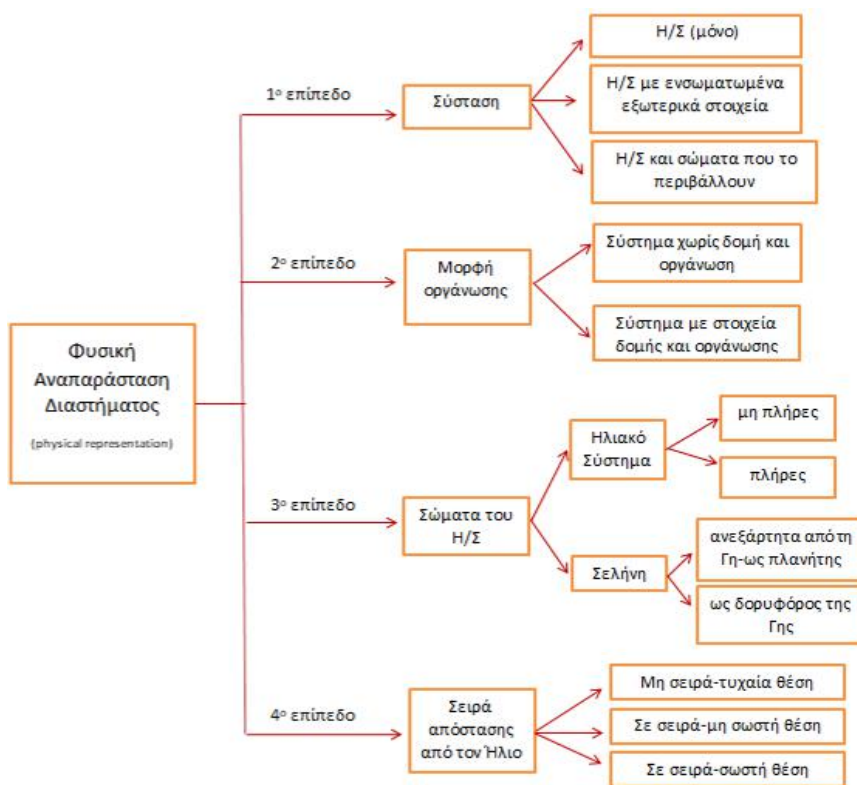 Φυσική
Αναπαράσταση
Διαστήματος
(physical representation)
1ο επίπεδο
Σύσταση
Η/Σ (μόνο)
Η/Σ με ενσωματωμένα
εξωτερικά στοιχεία
Η/Σ και σώματα που το
περιβάλλουν
2ο επίπεδο
Μορφή
οργάνωσης
Σύστημα χωρίς δομή και
οργάνωση
Σύστημα με στοιχεία
δομής και οργάνωσης
3ο επίπεδο
Σώματα του
Η/Σ
Ηλιακό
Σύστημα
μη πλήρες
πλήρες
Σελήνη
ανεξάρτητα απότη
Γη-ως πλανήτης
ως δορυφόρος της
Γης
4ο επίπεδο
Σειρά
απόστασης
από τον Ήλιο
Μη σειρά-τυχαία θέση
Σε σειρά-μη σωστή θέση
Σε σειρά-σωστή θέση